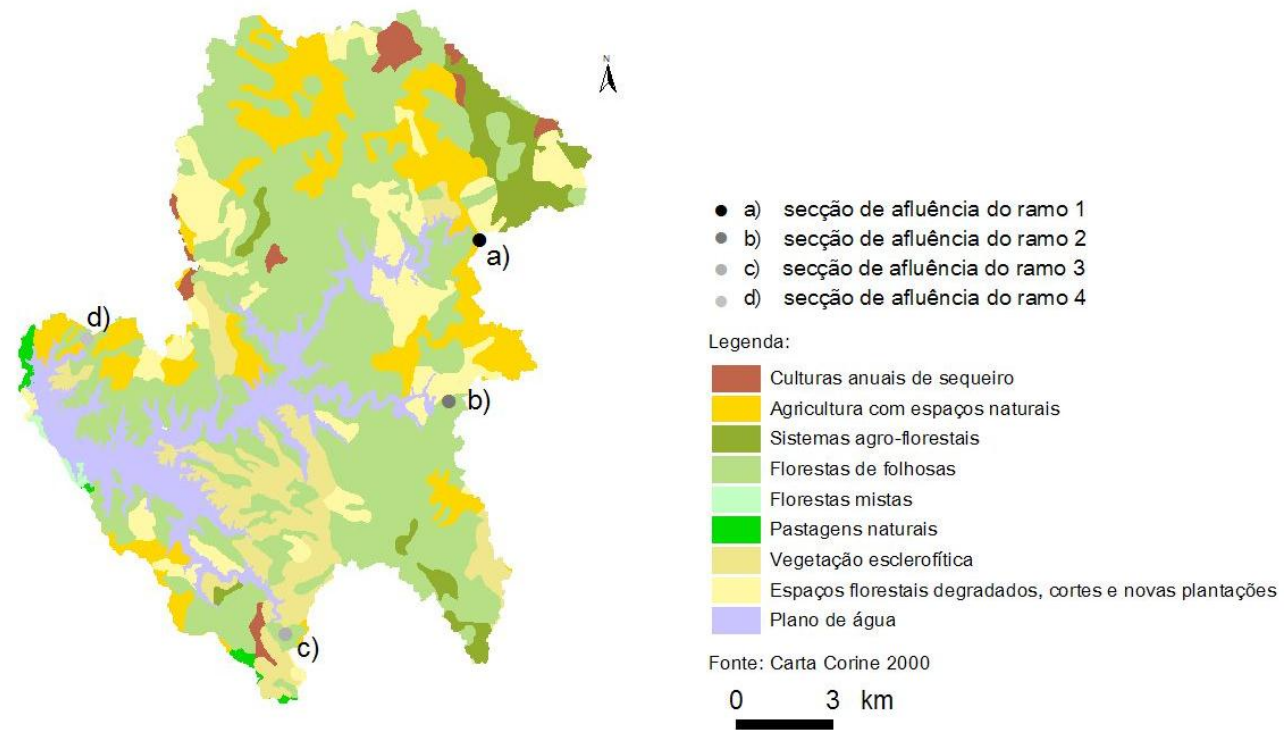 N
a)
d)
b)
c)
a) secção de afluência do ramo 1
b) secção de afluência do ramo 2
c) secção de afluência do ramo 3
d) secção de afluência do ramo 4
Legenda:
Culturas anuais de sequeiro
Agricultura com espaços naturais
Sistemas agro-florestais
Florestas de folhosas
Florestas mistas
Pastagens naturais
Vegetação esclerofítica
Espaços florestais degradados, cortes e novas plantações
Plano de água
Fonte: Carta Corine 2000
0 3 km